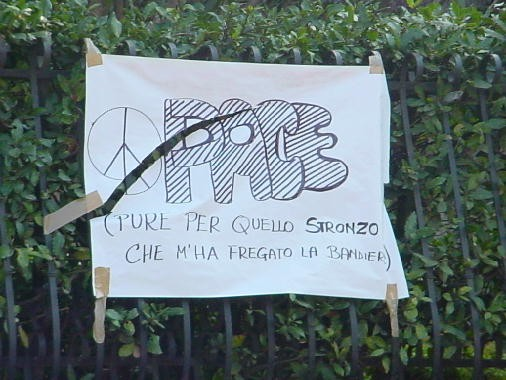 PACE
(PURE PER QUELLO STRONZO
CHE M'HA FREGATO LA BANDIER)